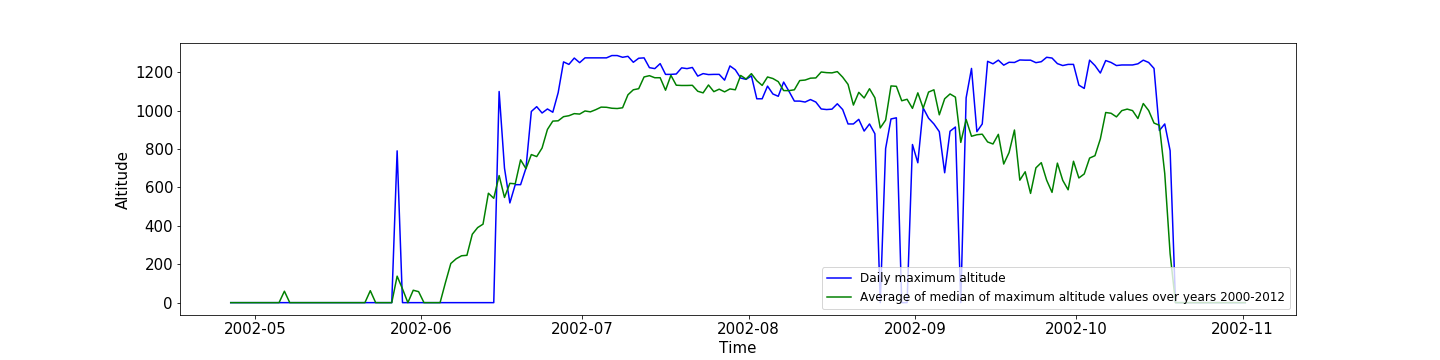 1200
1000
800
600
400
200
0
Altitude
Daily maximum altitude
Average of median of maximum altitude values over years 2000-2012
2002-05 2002-06 2002-07 2002-08 2002-09 2002-10 2002-11
Time